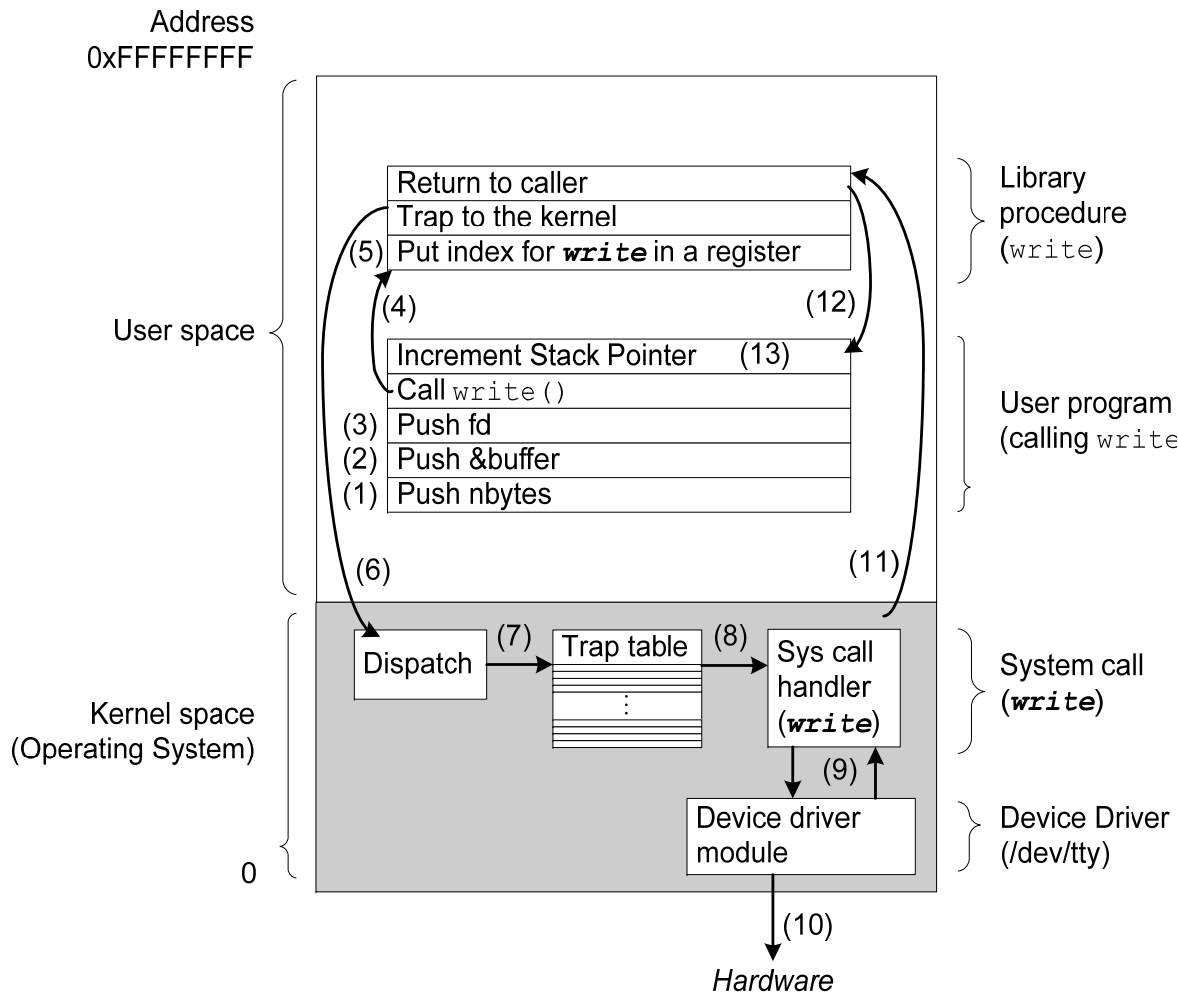 Address
0xFFFFFFFF
Return to caller
Trap to the kernel
(5) Put index for write in a register
Library
procedure
(write)
(4)
(12)
User space
Increment Stack Pointer (13)
Call write()
(3) Push fd
(2) Push &buffer
(1) Push nbytes
User program
(calling write
(6)
(11)
Dispatch
(7)
Trap table
⋮
(8)
Sys call
handler
(write)
System call
(write)
Kernel space
(Operating System)
(9)
Device driver
module
Device Driver
(/dev/tty)
0
(10)
Hardware